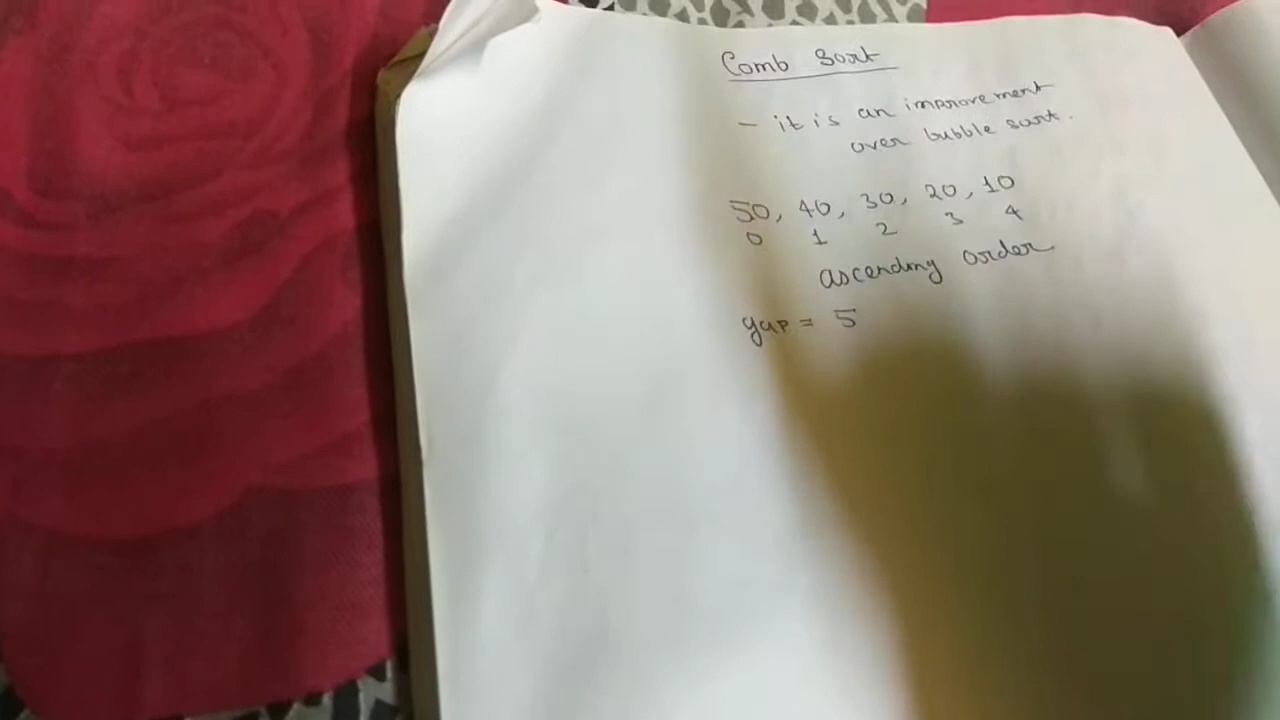 Comb Sort
- it is an improvement
over bubble sort.
50, 40, 30, 20, 10
0 1 2 3 4
ascending order
gap = 5